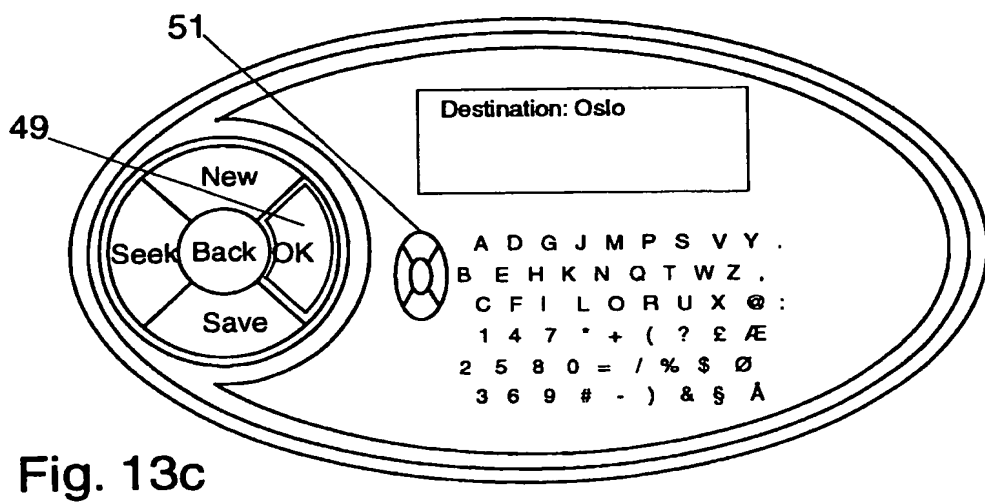 51
49
Destination: Oslo
New
Seek Back OK
Save
A D G J M P S V Y .
B E H K N Q T W Z ,
C F I L O R U X @ :
1 4 7 * + ( ? £ Æ
2 5 8 0 = / % $ Ø
3 6 9 # - ) & § Å
Fig. 13c